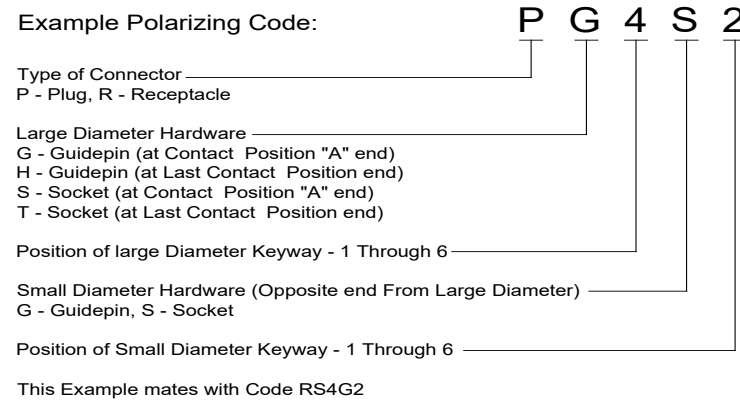 Example Polarizing Code: P G 4 S 2
Type of Connector
P - Plug, R - Receptacle
Large Diameter Hardware
G - Guidepin (at Contact Position "A" end)
H - Guidepin (at Last Contact Position end)
S - Socket (at Contact Position "A" end)
T - Socket (at Last Contact Position end)
Position of large Diameter Keyway - 1 Through 6
Small Diameter Hardware (Opposite end From Large Diameter)
G - Guidepin, S - Socket
Position of Small Diameter Keyway - 1 Through 6
This Example mates with Code RS4G2